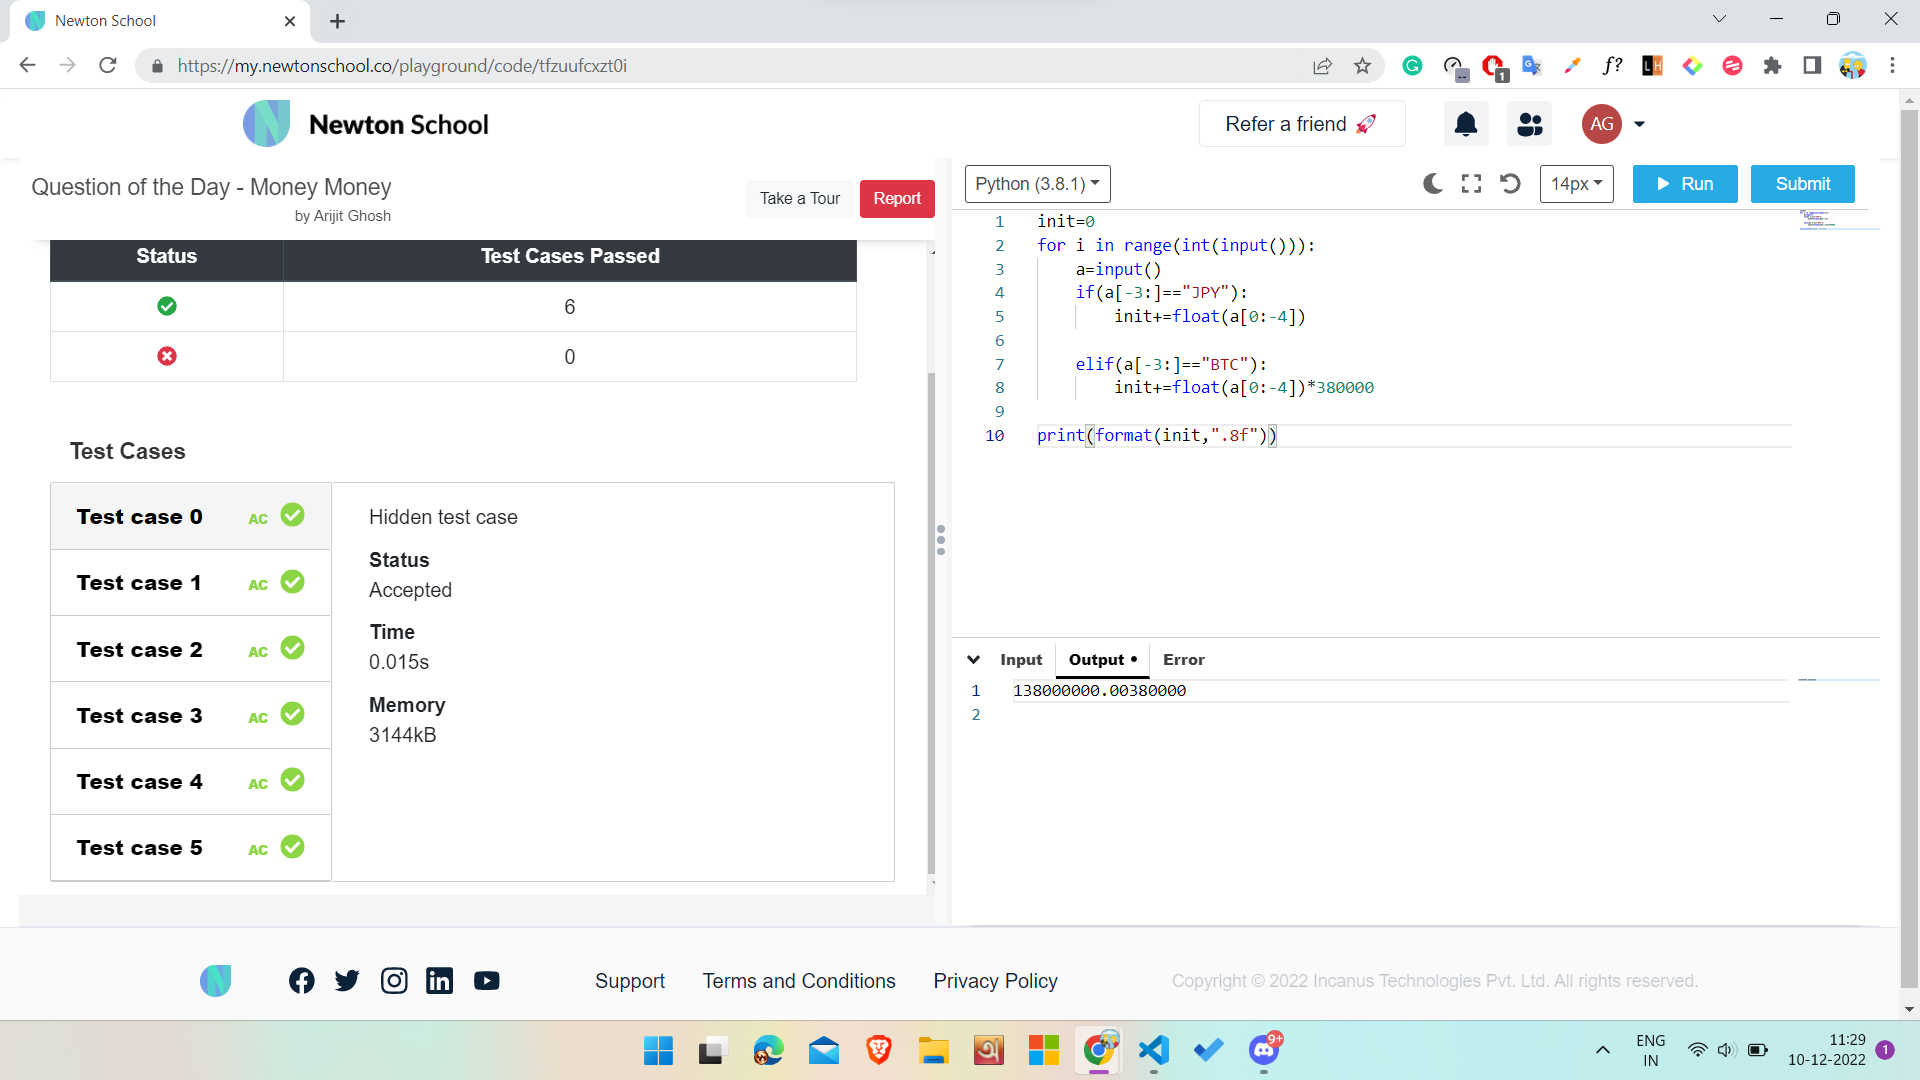 Newton School
https://my.newtonschool.co/playground/code/tfzuufcxzt0i
1
f?
LH
Newton School
Refer a friend 🚀
AG
Question of the Day - Money Money
by Arijit Ghosh
Take a Tour
Report
Status Test Cases Passed
6
0
Test Cases
Test case 0 AC
Test case 1 AC
Test case 2 AC
Test case 3 AC
Test case 4 AC
Test case 5 AC
Hidden test case
Status
Accepted
Time
0.015s
Memory
3144kB
Python (3.8.1)
14px
Run
Submit
1 init=0
2 for i in range(int(input())):
3 a=input()
4 if(a[-3:]=="JPY"):
5 init+=float(a[0:-4])
6
7 elif(a[-3:]=="BTC"):
8 init+=float(a[0:-4])*380000
9
10 print(format(init,".8f"))
Input Output • Error
1 138000000.00380000
2
Support Terms and Conditions Privacy Policy
Copyright © 2022 Incanus Technologies Pvt. Ltd. All rights reserved.
9+
ENG
IN
11:29
10-12-2022
1